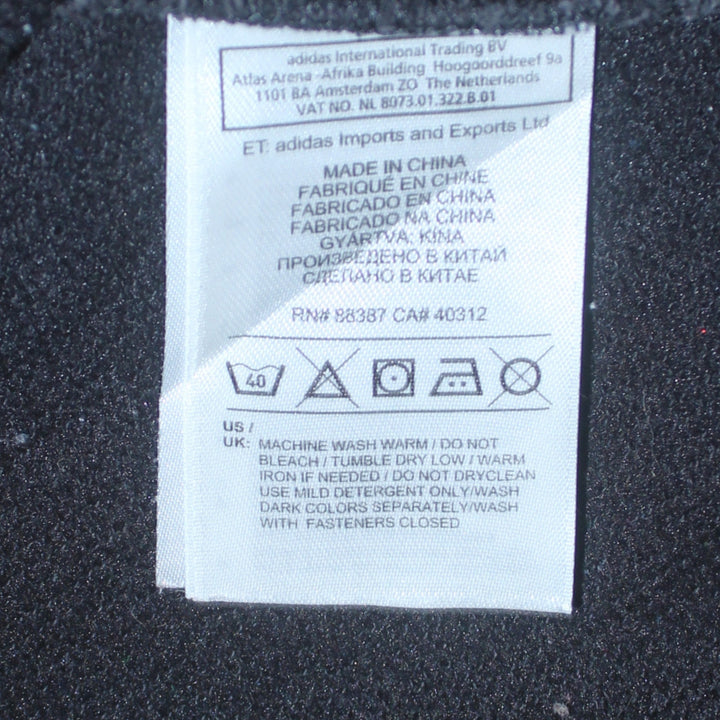 adidas International Trading BV
Atlas Arena -Afrika Building Hoogoorddreef 9a
1101 BA Amsterdam ZO The Netherlands
VAT NO. NL 8073.01.322.B.01
ET: adidas Imports and Exports Ltd
MADE IN CHINA
FABRIQUÉ EN CHINE
FABRICADO EN CHINA
FABRICADO NA CHINA
GYÁRTVA: KÍNA
ПРОИЗВЕДЕНО В КИТАЙ
СДЕЛАНО В КИТАЕ
RN# 88387 CA# 40312
40
US /
UK: MACHINE WASH WARM / DO NOT
BLEACH / TUMBLE DRY LOW / WARM
IRON IF NEEDED / DO NOT DRYCLEAN
USE MILD DETERGENT ONLY/WASH
DARK COLORS SEPARATELY/WASH
WITH FASTENERS CLOSED